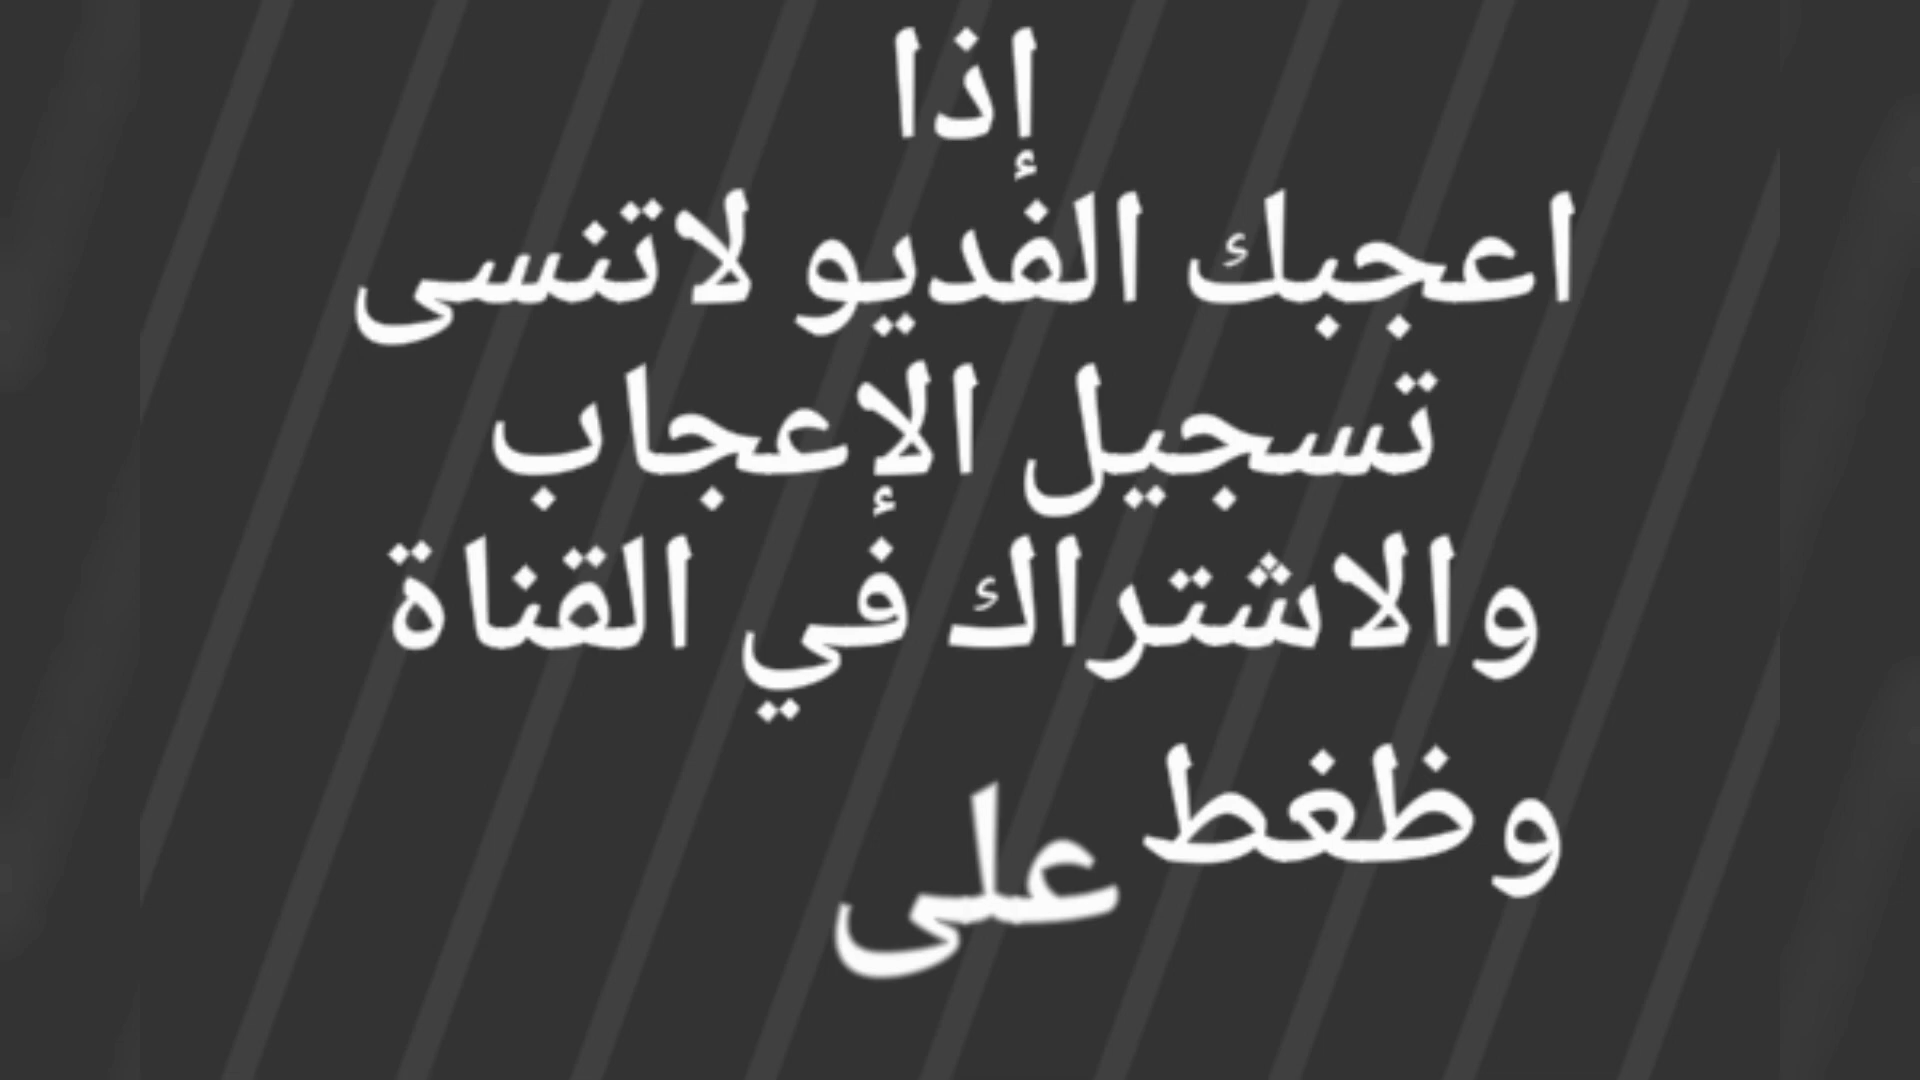 إذا
اعجبك الفديو لاتنسى
تسجيل الإعجاب
والاشتراك في القناة
وظغط على